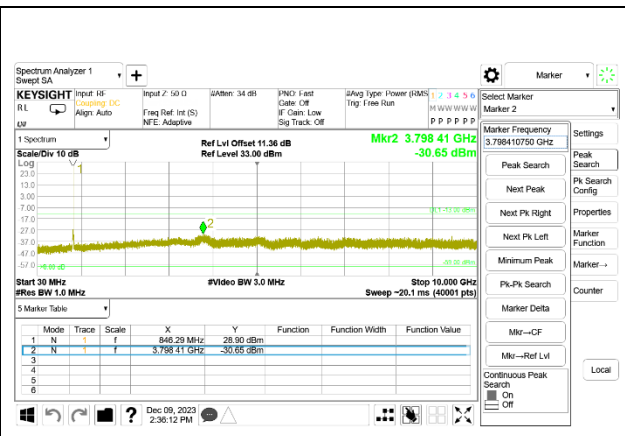 Spectrum Analyzer 1
Swept SA
Marker
KEYSIGHT Input: RF Input Z: 50 Ω #Atten: 34 dB PNO: Fast #Avg Type: Power (RMS 1 2 3 4 5 6
RL Coupling: DC Gate: Off Trig: Free Run M W W W W W
Align: Auto Freq Ref: Int (S) IF Gain: Low P P P P P P
NFE: Adaptive Sig Track: Off
Select Marker
Marker 2
1 Spectrum
Ref Lvl Offset 11.36 dB
Mkr2 3.798 41 GHz
Scale/Div 10 dB
Ref Level 33.00 dBm
-30.65 dBm
Log
23.0
13.0
3.00
-7.00
-17.0
-27.0
-37.0
-47.0
-57.0
1
2
Start 30 MHz #Video BW 3.0 MHz Stop 10.000 GHz
#Res BW 1.0 MHz Sweep ~20.1 ms (40001 pts)
5 Marker Table
Mode Trace Scale X Y Function Function Width Function Value
1 N 1 f 846.29 MHz 28.90 dBm
2 N 1 f 3.798 41 GHz -30.65 dBm
3
4
5
6
Marker Frequency
3.798410750 GHz
Peak Search
Next Peak
Next Pk Right
Next Pk Left
Minimum Peak
Pk-Pk Search
Marker Delta
Mkr→CF
Mkr→Ref Lvl
Continuous Peak
Search
On
Off
Settings
Peak
Search
Pk Search
Config
Properties
Marker
Function
Marker→
Counter
Local
?
Dec 09, 2023
2:36:12 PM